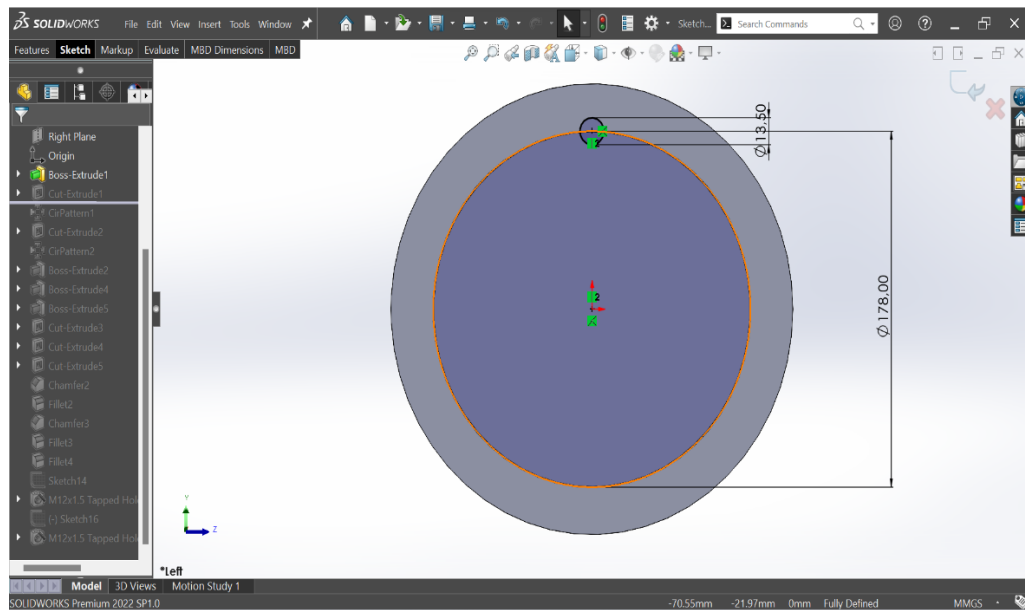 SOLIDWORKS File Edit View Insert Tools Window Sketch... Search Commands
Features Sketch Markup Evaluate MBD Dimensions MBD
Right Plane
Origin
Boss-Extrude1
Cut-Extrude1
CirPattern1
Cut-Extrude2
CirPattern2
Boss-Extrude2
Boss-Extrude4
Boss-Extrude5
Cut-Extrude3
Cut-Extrude4
Cut-Extrude5
Chamfer2
Fillet2
Chamfer3
Fillet3
Fillet4
Sketch14
M12x1.5 Tapped Hol
(-) Sketch16
M12x1.5 Tapped Hol
Ø13,50
Ø178,00
2
Y
Z
*Left
Model 3D Views Motion Study 1
SOLIDWORKS Premium 2022 SP1.0 -70.55mm -21.97mm 0mm Fully Defined MMGS